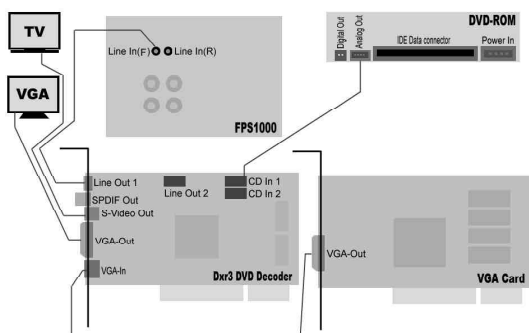 TV
VGA
Line In(F)
Line In(R)
FPS1000
DVD-ROM
Digital Out
Analog Out
IDE Data connector
Power In
Line Out 1
SPDIF Out
S-Video Out
VGA-Out
VGA-In
Line Out 2
CD In 1
CD In 2
Dxr3 DVD Decoder
VGA-Out
VGA Card